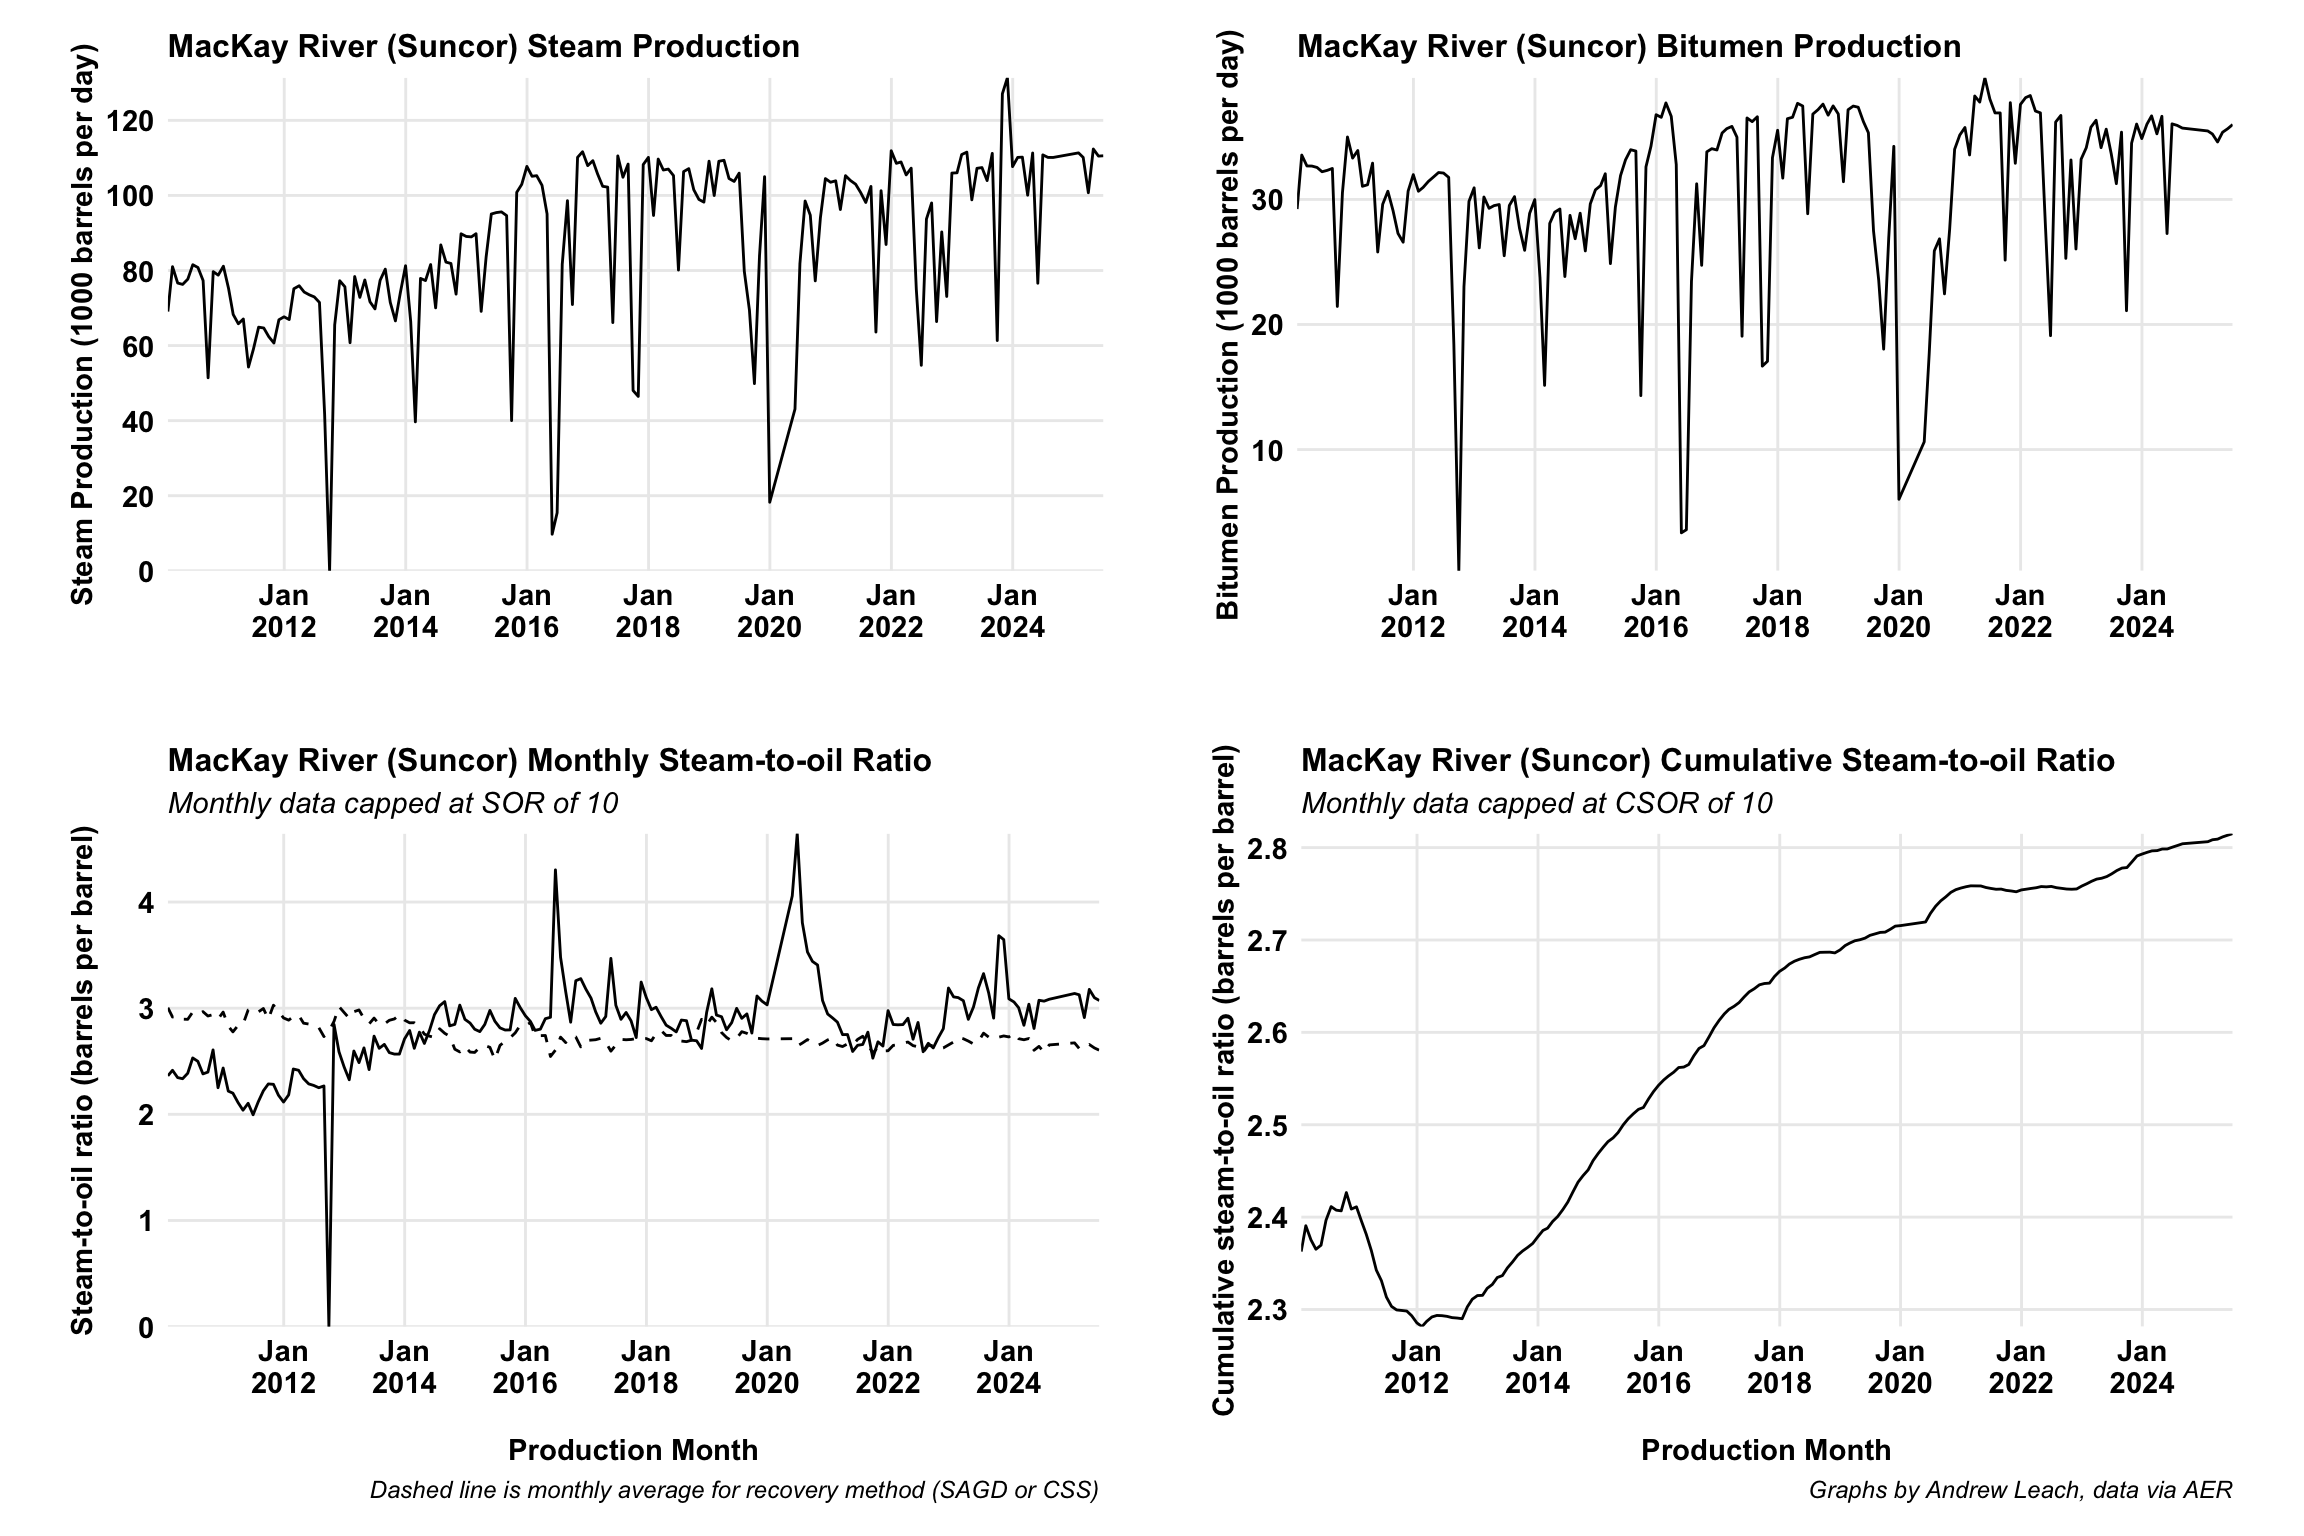 MacKay River (Suncor) Steam Production
Steam Production (1000 barrels per day)
120
100
80
60
40
20
0
Jan Jan Jan Jan Jan Jan Jan
2012 2014 2016 2018 2020 2022 2024
MacKay River (Suncor) Bitumen Production
Bitumen Production (1000 barrels per day)
30
20
10
Jan Jan Jan Jan Jan Jan Jan
2012 2014 2016 2018 2020 2022 2024
MacKay River (Suncor) Monthly Steam-to-oil Ratio
Monthly data capped at SOR of 10
Steam-to-oil ratio (barrels per barrel)
4
3
2
1
0
Jan Jan Jan Jan Jan Jan Jan
2012 2014 2016 2018 2020 2022 2024
Production Month
Dashed line is monthly average for recovery method (SAGD or CSS)
MacKay River (Suncor) Cumulative Steam-to-oil Ratio
Monthly data capped at CSOR of 10
Cumulative steam-to-oil ratio (barrels per barrel)
2.8
2.7
2.6
2.5
2.4
2.3
Jan Jan Jan Jan Jan Jan Jan
2012 2014 2016 2018 2020 2022 2024
Production Month
Graphs by Andrew Leach, data via AER